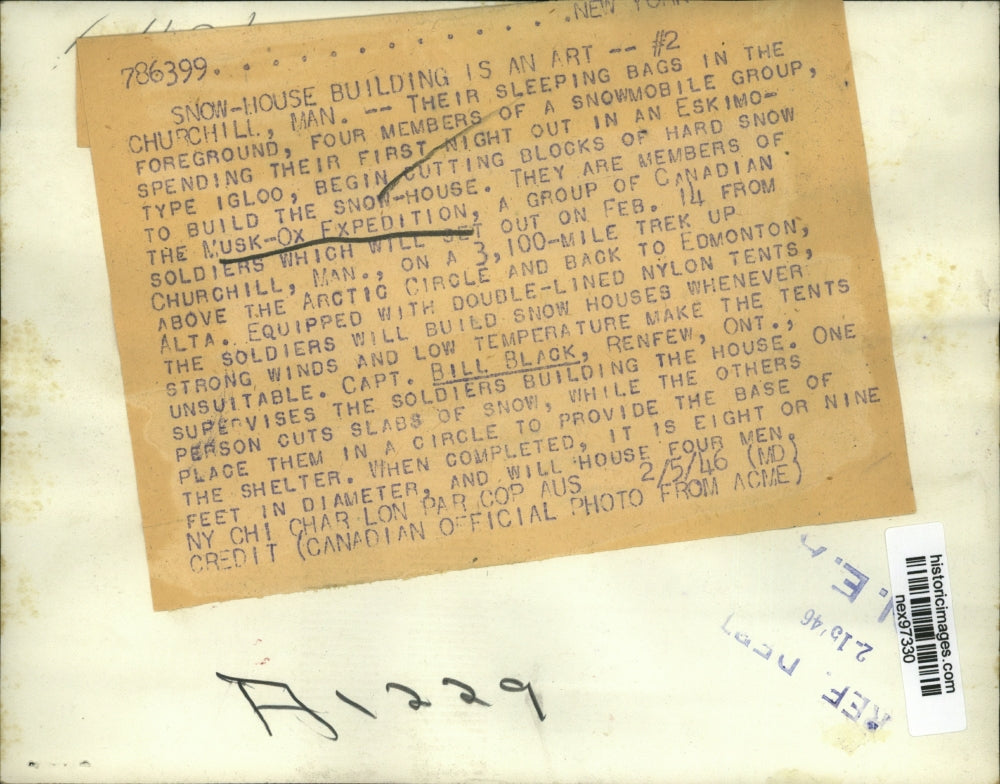 786399. . . . . . . . . . . . . . NEW YORK
SNOW-HOUSE BUILDING IS AN ART -- #2
CHURCHILL, MAN. -- THEIR SLEEPING BAGS IN THE
FOREGROUND, FOUR MEMBERS OF A SNOWMOBILE GROUP,
SPENDING THEIR FIRST NIGHT OUT IN AN ESKIMO-
TYPE IGLOO, BEGIN CUTTING BLOCKS OF HARD SNOW
TO BUILD THE SNOW-HOUSE. THEY ARE MEMBERS OF
THE MUSK-OX EXPEDITION, A GROUP OF CANADIAN
SOLDIERS WHICH WILL SET OUT ON FEB. 14 FROM
CHURCHILL, MAN., ON A 3,100-MILE TREK UP
ABOVE THE ARCTIC CIRCLE AND BACK TO EDMONTON,
ALTA. EQUIPPED WITH DOUBLE-LINED NYLON TENTS,
THE SOLDIERS WILL BUILD SNOW HOUSES WHENEVER
STRONG WINDS AND LOW TEMPERATURE MAKE THE TENTS
UNSUITABLE. CAPT. BILL BLACK, RENFEW, ONT.,
SUPERVISES THE SOLDIERS BUILDING THE HOUSE. ONE
PERSON CUTS SLABS OF SNOW, WHILE THE OTHERS
PLACE THEM IN A CIRCLE TO PROVIDE THE BASE OF
THE SHELTER. WHEN COMPLETED, IT IS EIGHT OR NINE
FEET IN DIAMETER, AND WILL HOUSE FOUR MEN.
NY CHI CHAR LON PAR COP AUS 2/5/46 (MD)
CREDIT (CANADIAN OFFICIAL PHOTO FROM ACME)
historicimages.com
nex97330
2-15'46
REF. DEPT
A1229